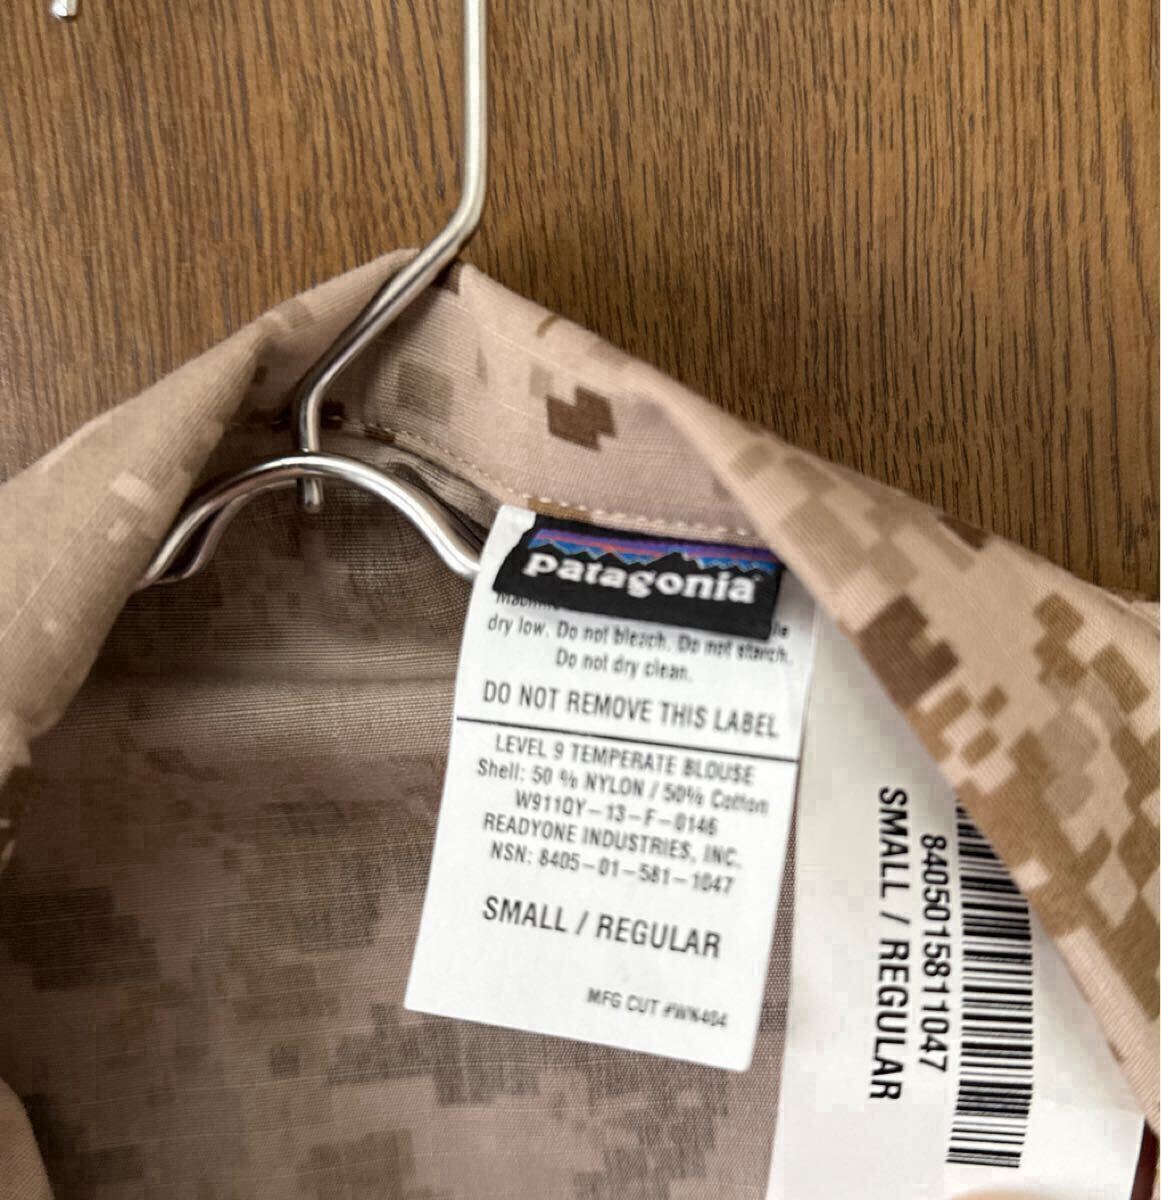 patagonia
dry low. Do not bleach. Do not starch.
Do not dry clean.
DO NOT REMOVE THIS LABEL
LEVEL 9 TEMPERATE BLOUSE
Shell: 50 % NYLON / 50% Cotton
W911QY-13-F-0146
READYONE INDUSTRIES, INC.
NSN: 8405-01-581-1047
SMALL / REGULAR
MFG CUT #WN404
8405015811047
SMALL / REGULAR